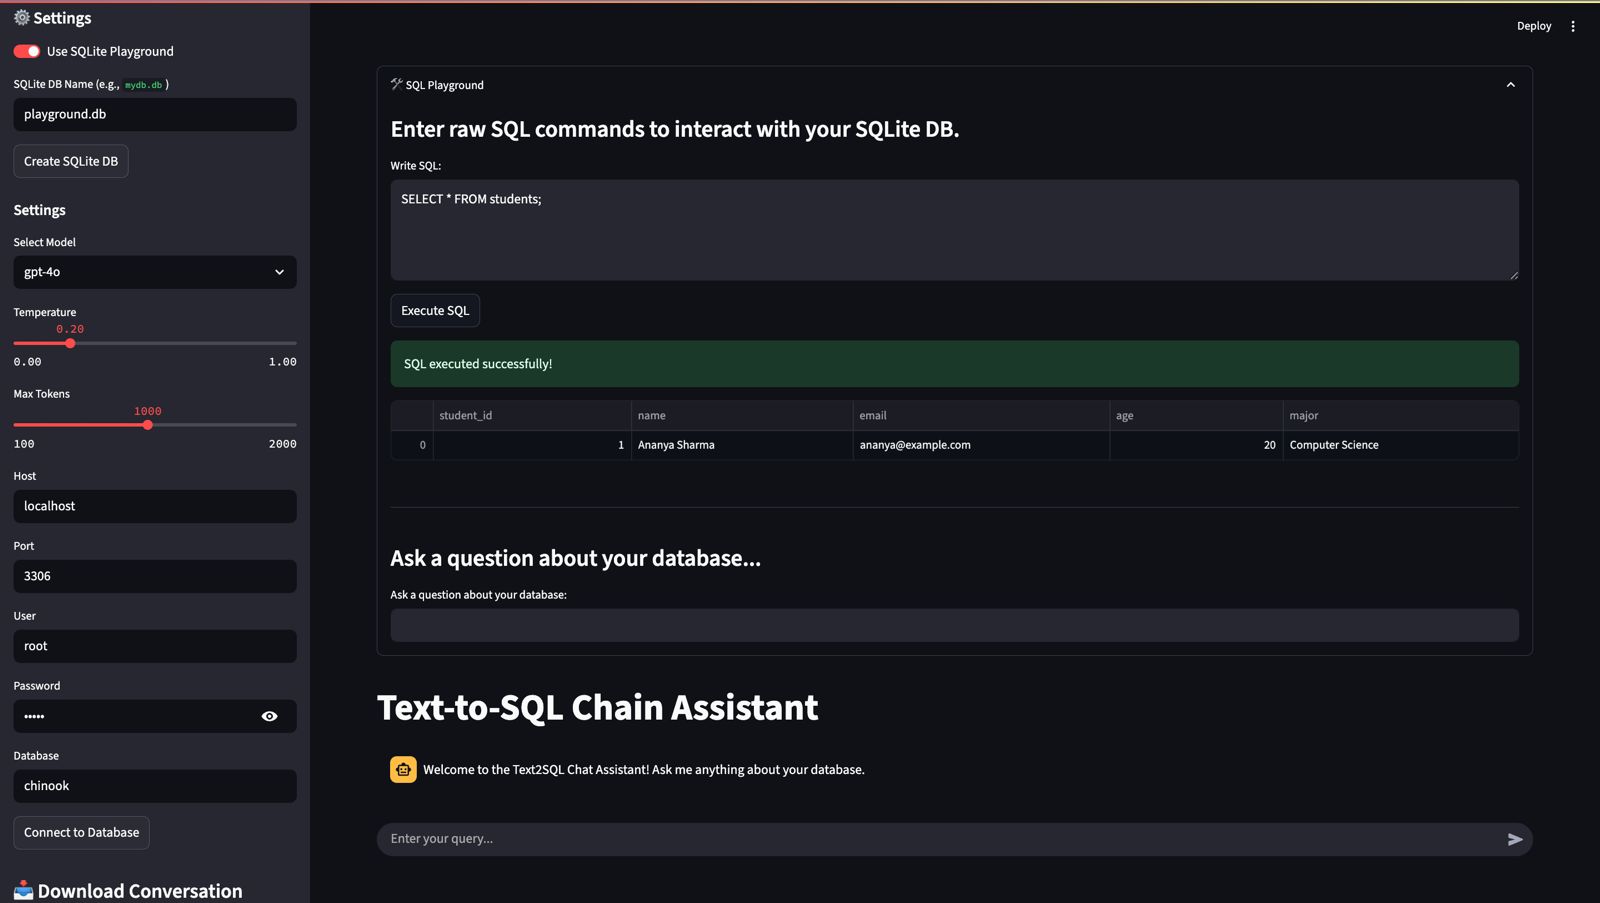 Settings
Use SQLite Playground
SQLite DB Name (e.g., mydb.db )
playground.db
Create SQLite DB
Settings
Select Model
gpt-4o
Temperature
0.20
0.00 1.00
Max Tokens
1000
100 2000
Host
localhost
Port
3306
User
root
Password
•••••
Database
chinook
Connect to Database
Download Conversation
Deploy
SQL Playground
Enter raw SQL commands to interact with your SQLite DB.
Write SQL:
SELECT * FROM students;
Execute SQL
SQL executed successfully!
student_id name email age major
0 1 Ananya Sharma ananya@example.com 20 Computer Science
Ask a question about your database...
Ask a question about your database:
Text-to-SQL Chain Assistant
Welcome to the Text2SQL Chat Assistant! Ask me anything about your database.
Enter your query...